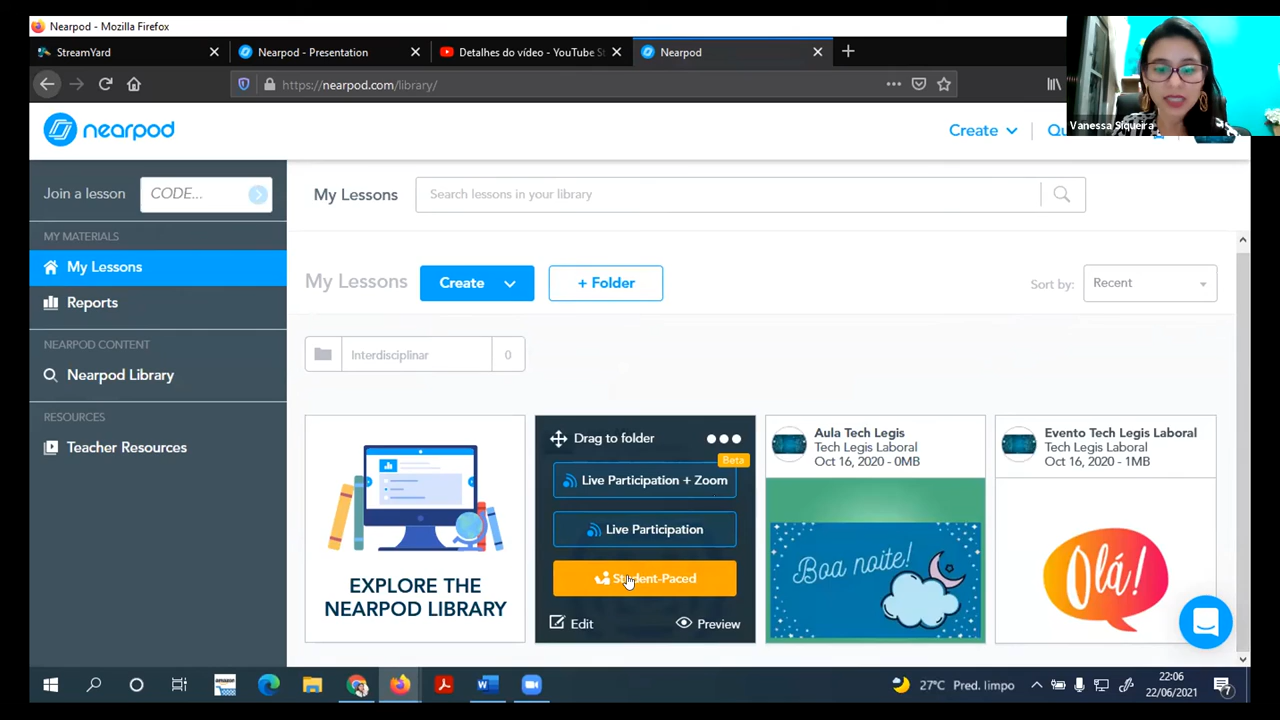 Nearpod - Mozilla Firefox
StreamYard
Nearpod - Presentation
Detalhes do vídeo - YouTube St
Nearpod
https://nearpod.com/library/
Vanessa Siqueira
nearpod
Create
Join a lesson
CODE...
My Lessons
Search lessons in your library
MY MATERIALS
My Lessons
Reports
NEARPOD CONTENT
Nearpod Library
RESOURCES
Teacher Resources
My Lessons
Create
+ Folder
Sort by:
Recent
Interdisciplinar
0
EXPLORE THE
NEARPOD LIBRARY
Drag to folder
Beta
Live Participation + Zoom
Live Participation
Student-Paced
Edit
Preview
Aula Tech Legis
Tech Legis Laboral
Oct 16, 2020 - 0MB
Boa noite!
Evento Tech Legis Laboral
Tech Legis Laboral
Oct 16, 2020 - 1MB
Olá!
amazon
27°C Pred. limpo
22:06
22/06/2021
7